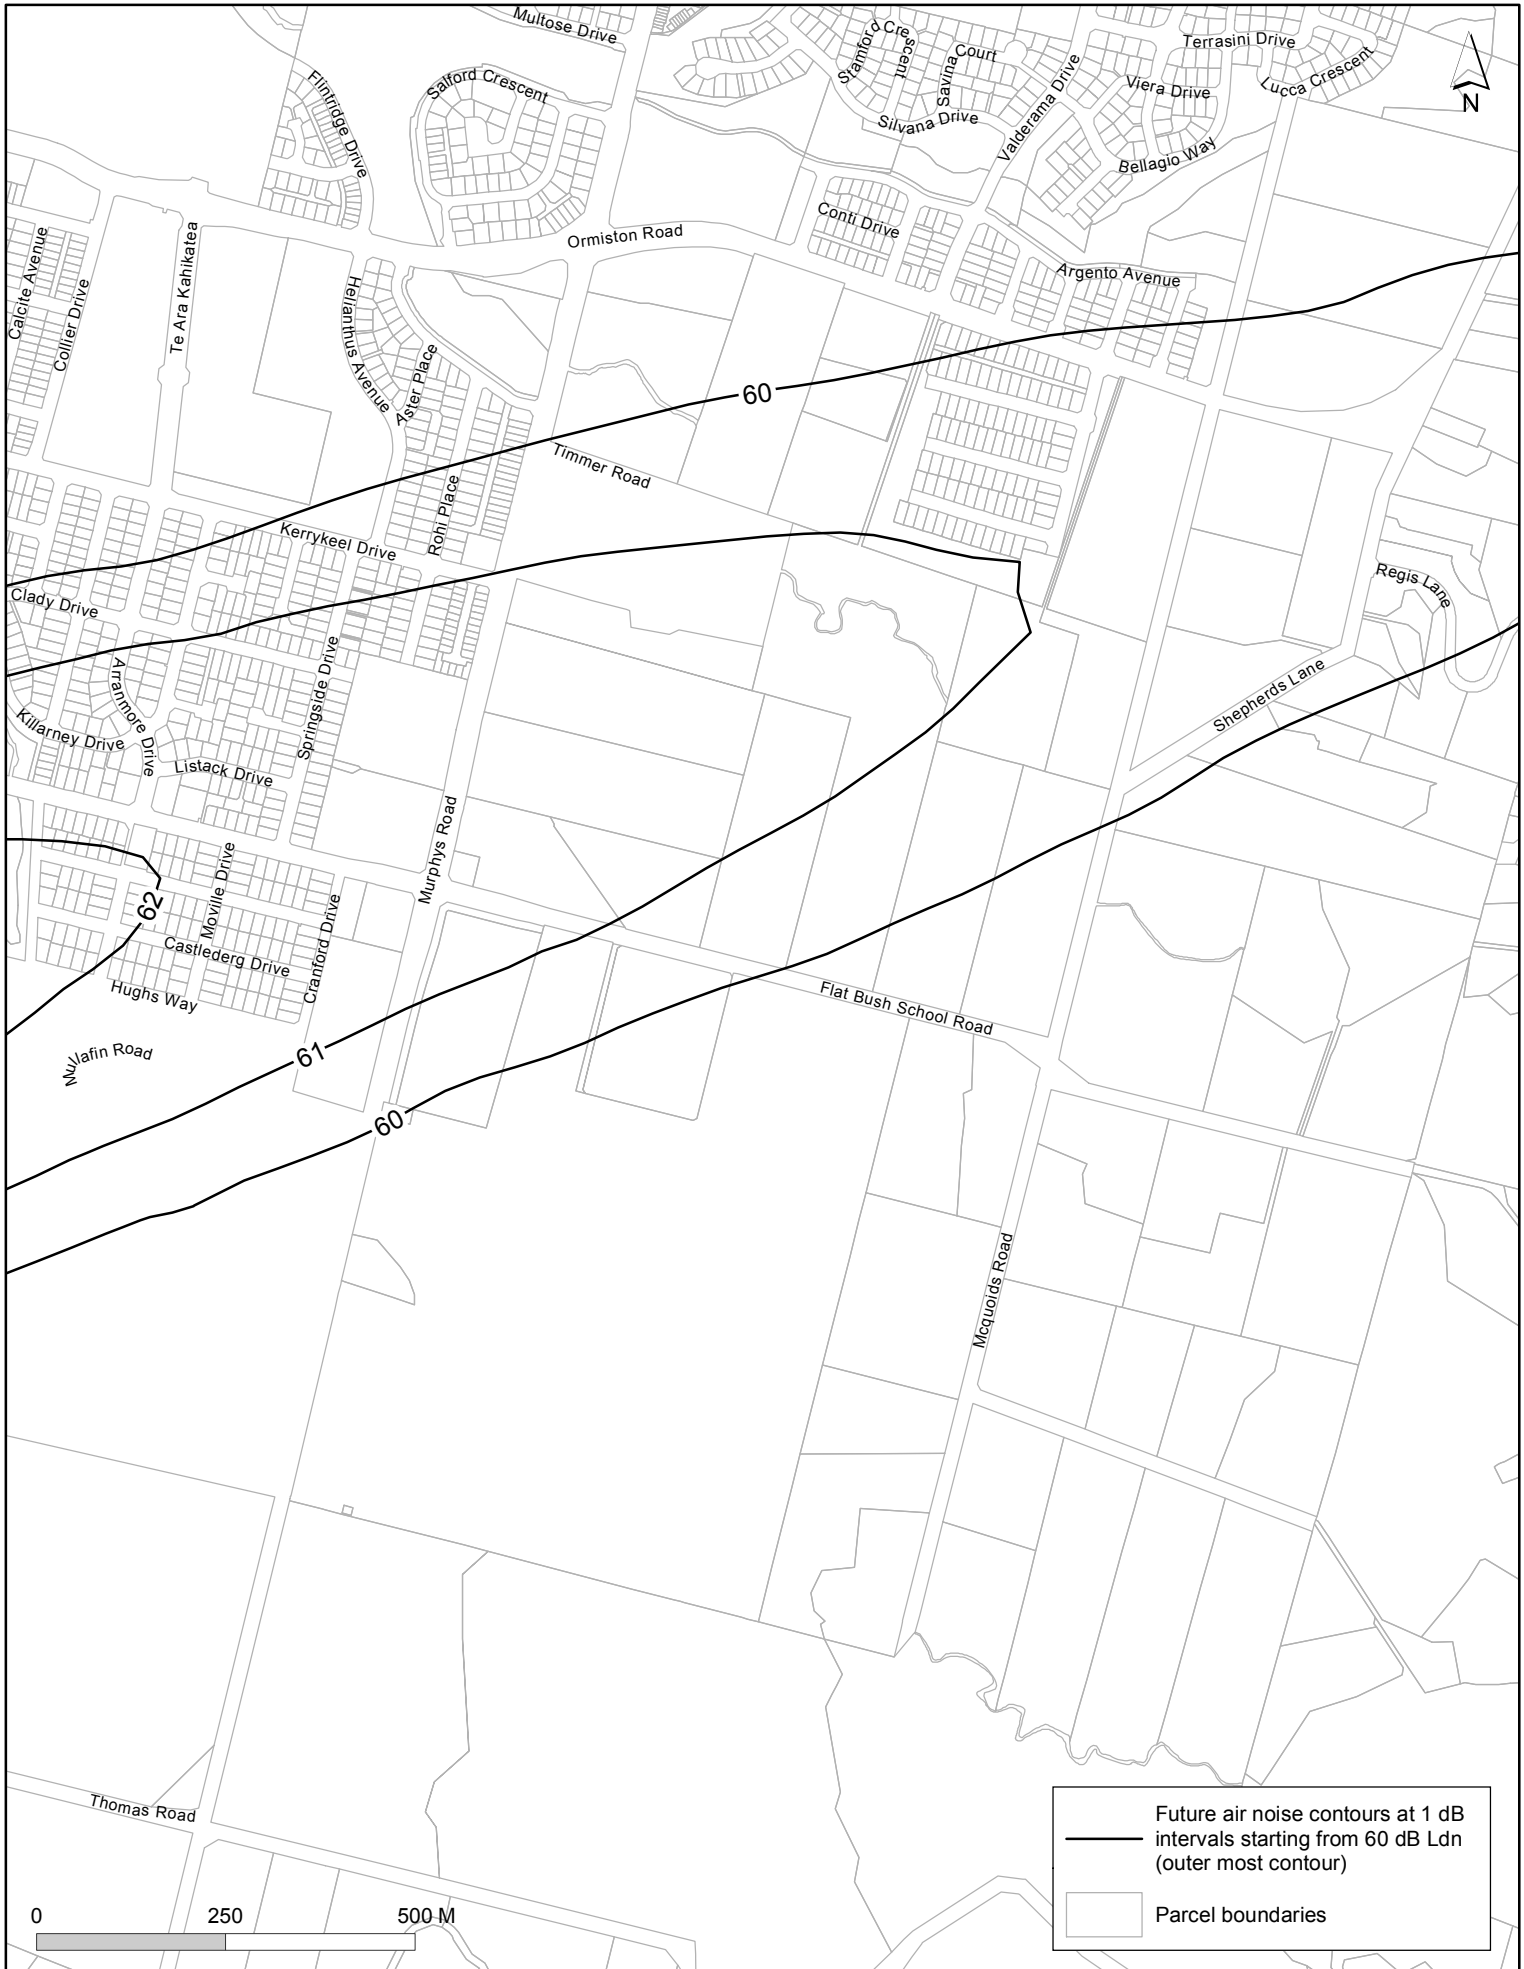 Multose Drive
Stamford Crescent
Savina Court
Terrasini Drive
Lucca Crescent
Flintridge Drive
Salford Crescent
Valderama Drive
Viera Drive
N
Silvana Drive
Bellagio Way
Calcite Avenue
Collier Drive
Te Ara Kahikatea
Ormiston Road
Conti Drive
Argento Avenue
Helianthus Avenue
Aster Place
60
Timmer Road
Rohi Place
Kerrykeel Drive
Regis Lane
Clady Drive
Arranmore Drive
Springside Drive
Shepherds Lane
Killarney Drive
Listack Drive
Murphys Road
62
Moville Drive
Cranford Drive
Castlederg Drive
Hughs Way
Flat Bush School Road
Mullafin Road
61
60
Mcquoids Road
Thomas Road
Future air noise contours at 1 dB
intervals starting from 60 dB Ldn
(outer most contour)
Parcel boundaries
0 250 500 M